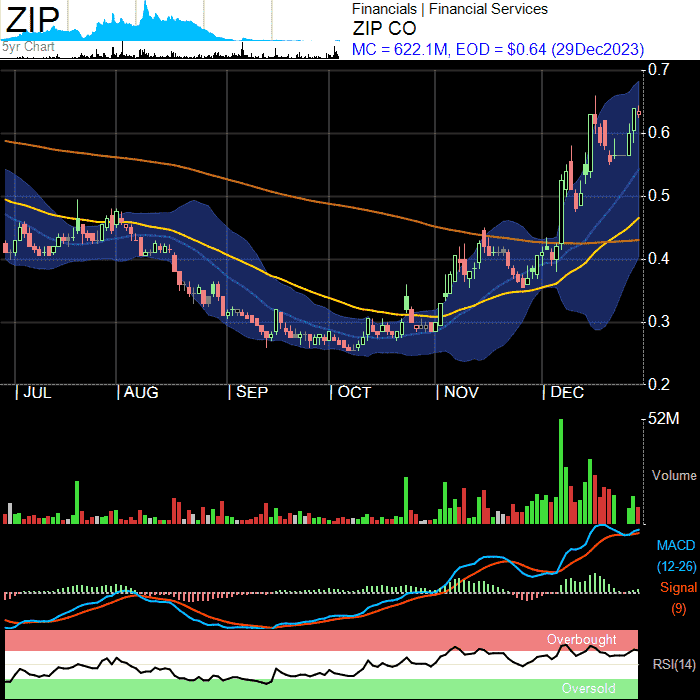 ZIP
5yr Chart
Financials | Financial Services
ZIP CO
MC = 622.1M, EOD = $0.64 (29Dec2023)
0.7
0.6
0.5
0.4
0.3
0.2
JUL AUG SEP OCT NOV DEC
52M
Volume
MACD
(12-26)
Signal
(9)
Overbought
RSI(14)
Oversold